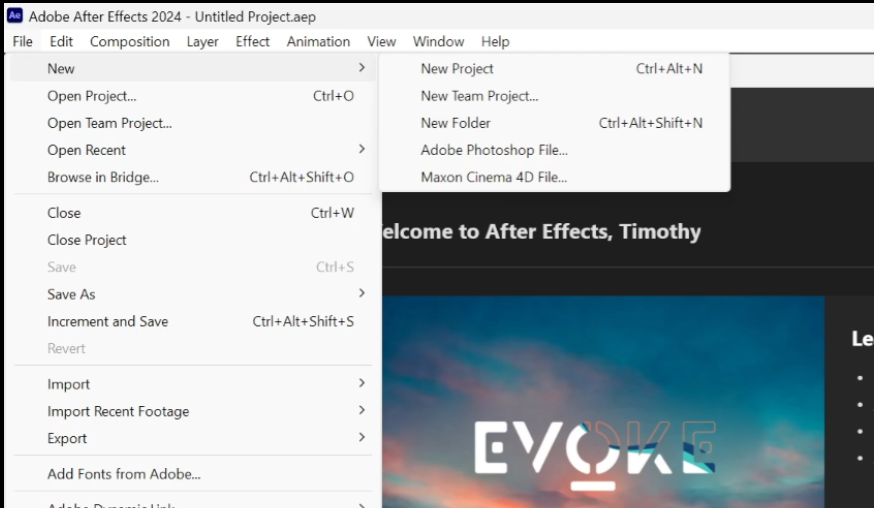 Ae Adobe After Effects 2024 - Untitled Project.aep
File Edit Composition Layer Effect Animation View Window Help
New >
Open Project... Ctrl+O
Open Team Project...
Open Recent >
Browse in Bridge... Ctrl+Alt+Shift+O
Close Ctrl+W
Close Project
Save Ctrl+S
Save As >
Increment and Save Ctrl+Alt+Shift+S
Revert
Import >
Import Recent Footage >
Export >
Add Fonts from Adobe...
Adobe Dynamic Link
New Project Ctrl+Alt+N
New Team Project...
New Folder Ctrl+Alt+Shift+N
Adobe Photoshop File...
Maxon Cinema 4D File...
elcome to After Effects, Timothy
EVOKE
Le